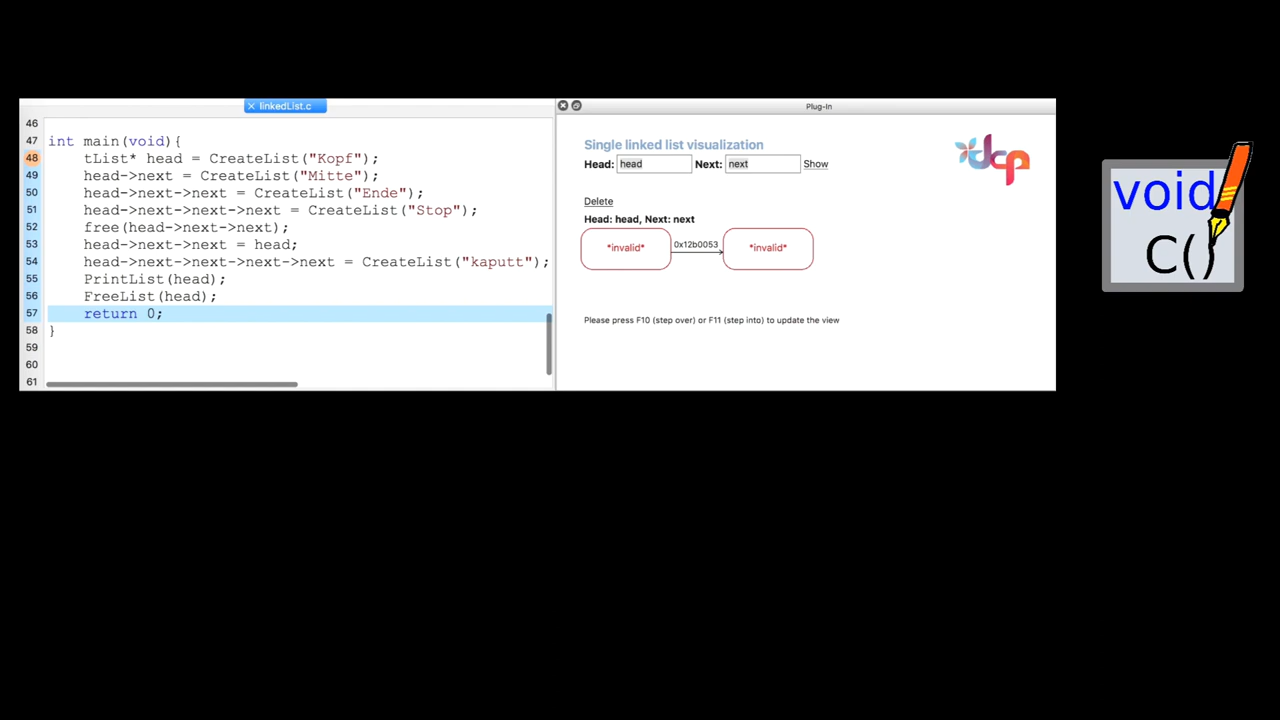 linkedList.c
46
47 int main(void){
48 tList* head = CreateList("Kopf");
49 head->next = CreateList("Mitte");
50 head->next->next = CreateList("Ende");
51 head->next->next->next = CreateList("Stop");
52 free(head->next->next);
53 head->next->next = head;
54 head->next->next->next->next = CreateList("kaputt");
55 PrintList(head);
56 FreeList(head);
57 return 0;
58 }
59
60
61
Plug-In
Single linked list visualization
Head: head Next: next Show
Delete
Head: head, Next: next
*invalid* 0x12b0053 *invalid*
Please press F10 (step over) or F11 (step into) to update the view
dcp
void
C()